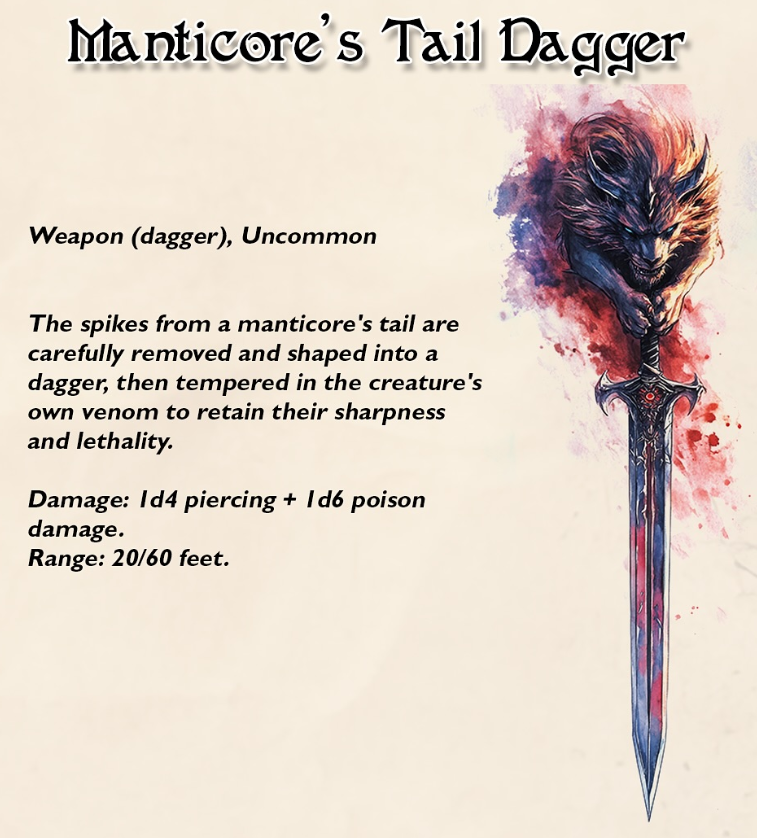 Manticore's Tail Dagger
Weapon (dagger), Uncommon
The spikes from a manticore's tail are
carefully removed and shaped into a
dagger, then tempered in the creature's
own venom to retain their sharpness
and lethality.
Damage: 1d4 piercing + 1d6 poison
damage.
Range: 20/60 feet.